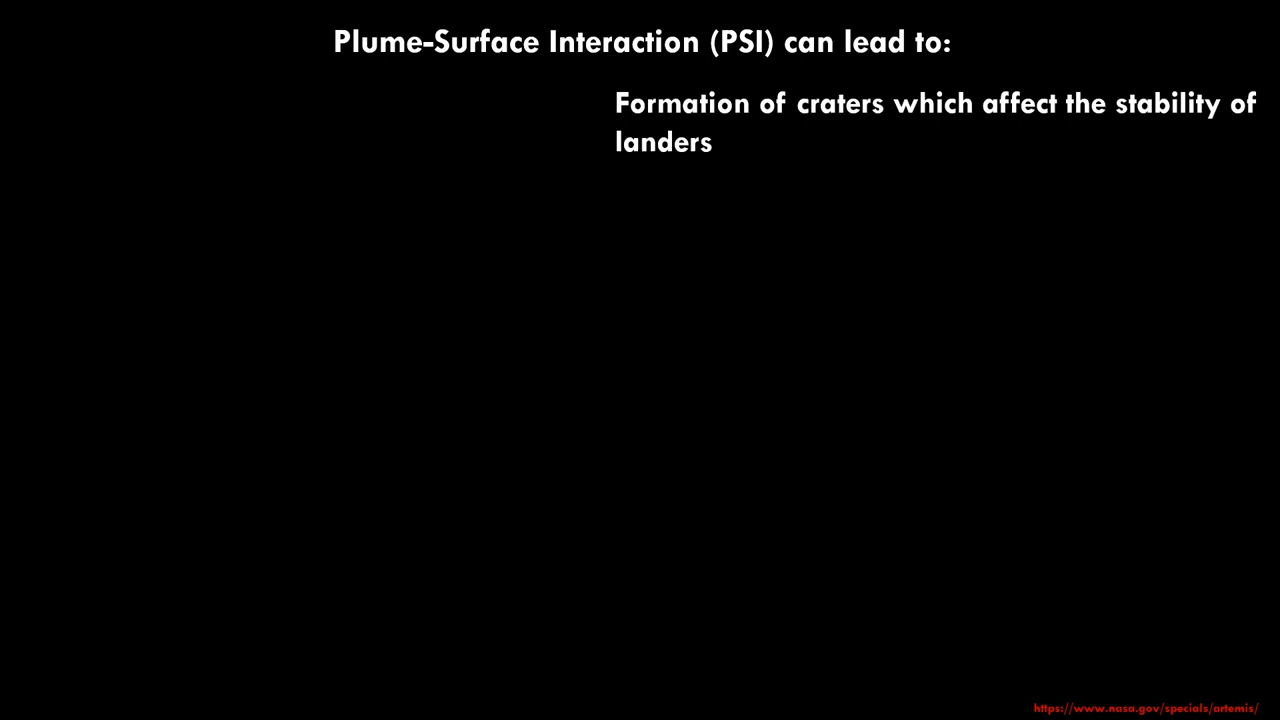 Plume-Surface Interaction (PSI) can lead to:
Formation of craters which affect the stability of
landers
https://www.nasa.gov/specials/artemis/